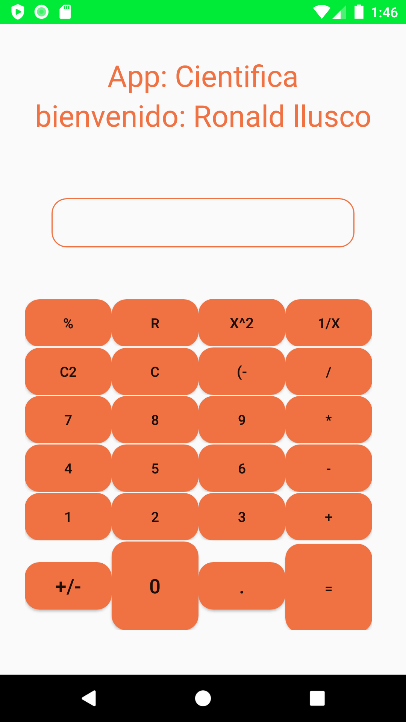 1:46
App: Cientifica
bienvenido: Ronald llusco
% R X^2 1/X
C2 C (- /
7 8 9 *
4 5 6 -
1 2 3 +
+/- 0 . =